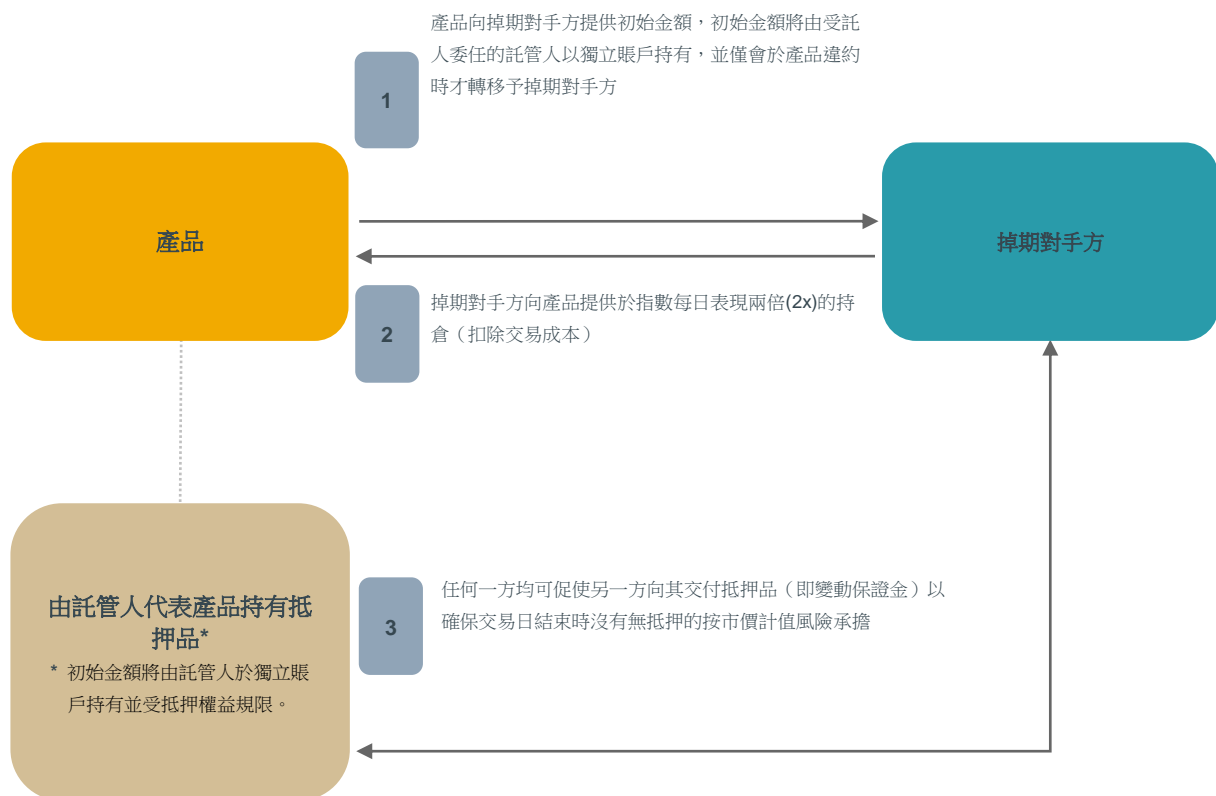 產品向掉期對手方提供初始金額，初始金額將由受託
人委任的託管人以獨立賬戶持有，並僅會於產品違約
時才轉移予掉期對手方
1
產品
掉期對手方
2
掉期對手方向產品提供於指數每日表現兩倍(2x)的持
倉（扣除交易成本）
由託管人代表產品持有抵
押品*
* 初始金額將由託管人於獨立賬
戶持有並受抵押權益規限。
3
任何一方均可促使另一方向其交付抵押品（即變動保證金）以
確保交易日結束時沒有無抵押的按市價計值風險承擔